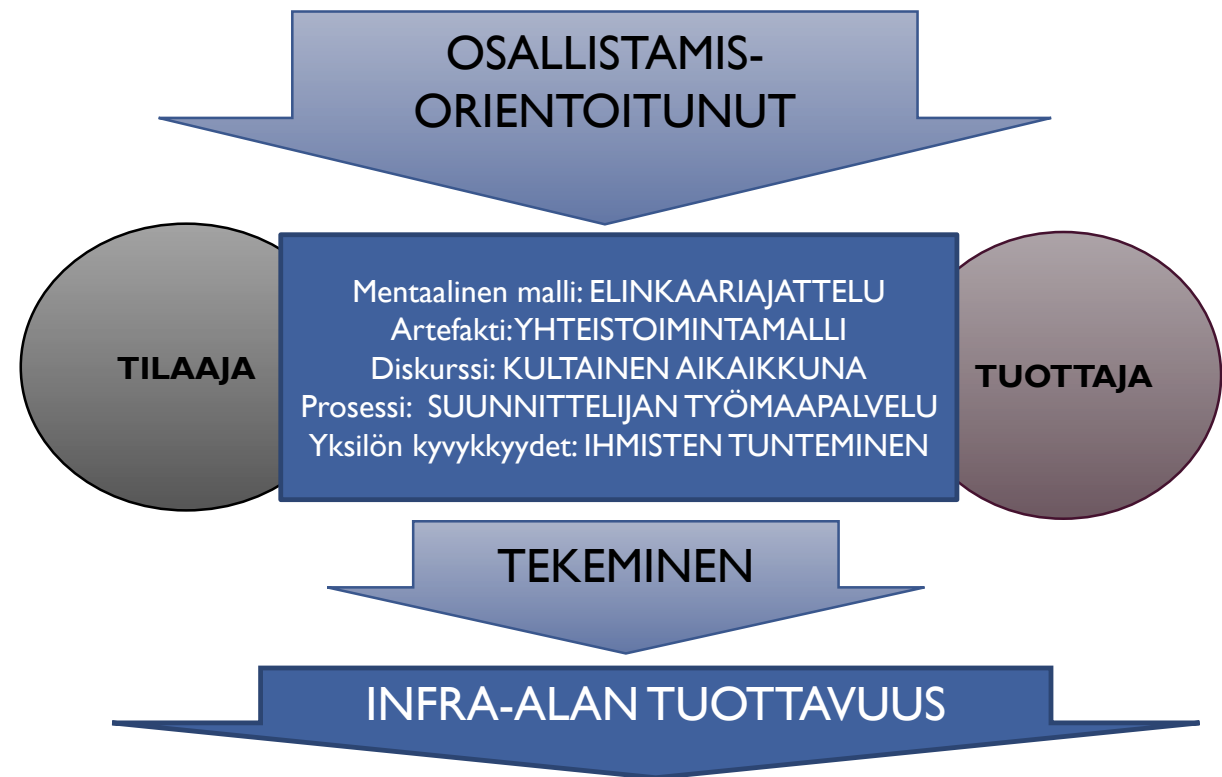 OSALLISTAMIS-
ORIENTOITUNUT
Mentaalinen malli: ELINKAARIAJATTELU
Artefakti: YHTEISTOIMINTAMALLI
TILAAJA
Diskurssi: KULTAINEN AIKAIKKUNA
TUOTTAJA
Prosessi: SUUNNITTELIJAN TYÖMAAPALVELU
Yksilön kyvykkyydet: IHMISTEN TUNTEMINEN
TEKEMINEN
INFRA-ALAN TUOTTAVUUS